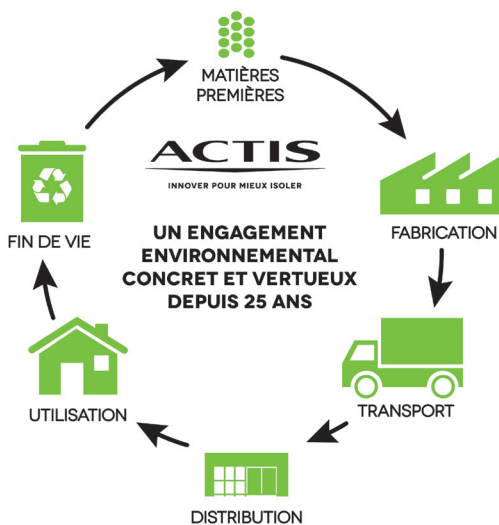 MATIÈRES
PREMIÈRES
ACTIS
INNOVER POUR MIEUX ISOLER
FIN DE VIE
FABRICATION
UN ENGAGEMENT
ENVIRONNEMENTAL
CONCRET ET VERTUEUX
DEPUIS 25 ANS
UTILISATION
TRANSPORT
DISTRIBUTION